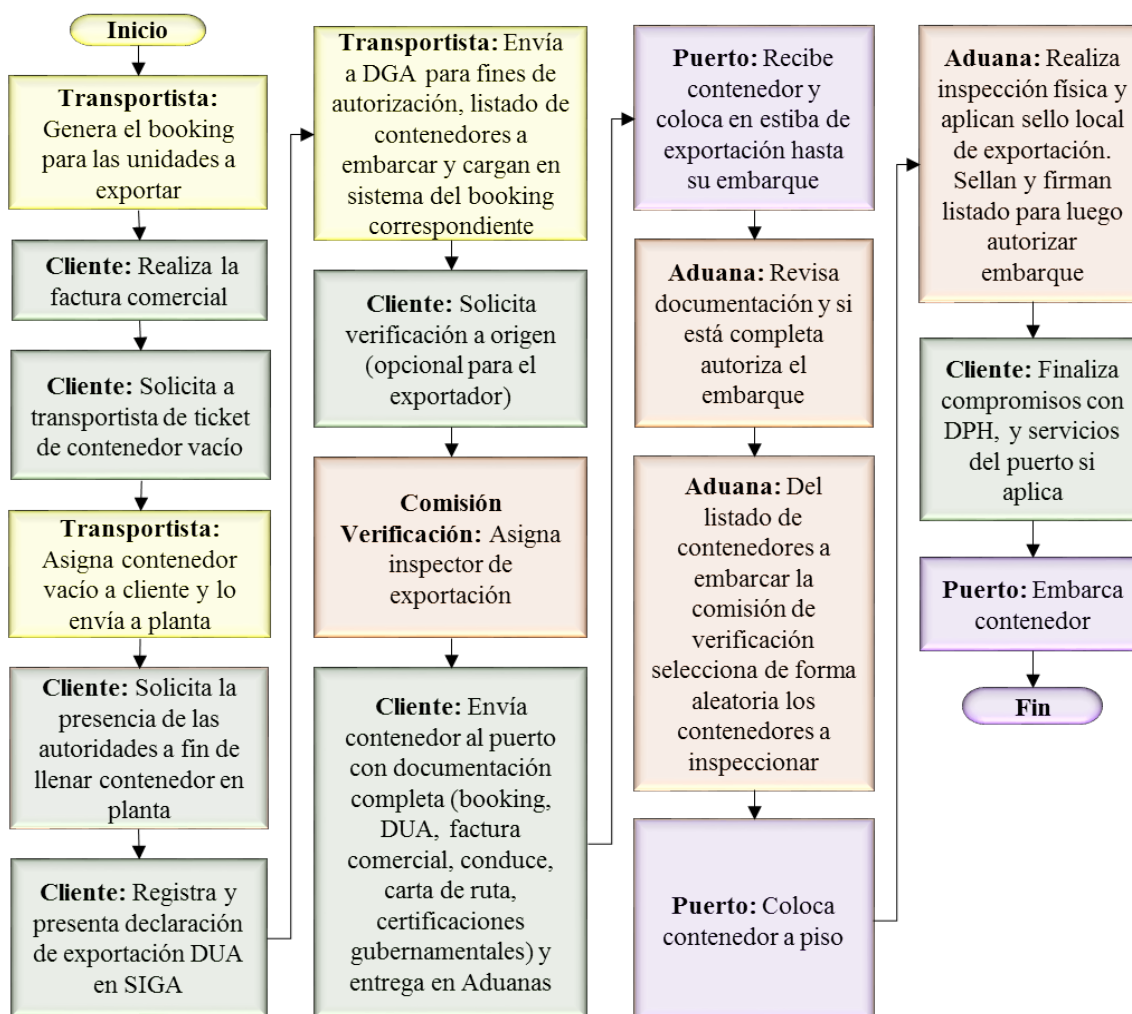 Inicio
Transportista:
Genera el booking
para las unidades a
exportar
Cliente: Realiza la
factura comercial
Cliente: Solicita a
transportista de ticket
de contenedor vacío
Transportista:
Asigna contenedor
vacío a cliente y lo
envía a planta
Cliente: Solicita la
presencia de las
autoridades a fin de
llenar contenedor en
planta
Cliente: Registra y
presenta declaración
de exportación DUA
en SIGA
Transportista: Envía
a DGA para fines de
autorización, listado de
contenedores a
embarcar y cargan en
sistema del booking
correspondiente
Cliente: Solicita
verificación a origen
(opcional para el
exportador)
Comisión
Verificación: Asigna
inspector de
exportación
Cliente: Envía
contenedor al puerto
con documentación
completa (booking,
DUA, factura
comercial, conduce,
carta de ruta,
certificaciones
gubernamentales) y
entrega en Aduanas
Puerto: Recibe
contenedor y
coloca en estiba de
exportación hasta
su embarque
Aduana: Revisa
documentación y si
está completa
autoriza el
embarque
Aduana: Del
listado de
contenedores a
embarcar la
comisión de
verificación
selecciona de forma
aleatoria los
contenedores a
inspeccionar
Puerto: Coloca
contenedor a piso
Aduana: Realiza
inspección física y
aplican sello local
de exportación.
Sellan y firman
listado para luego
autorizar
embarque
Cliente: Finaliza
compromisos con
DPH, y servicios
del puerto si
aplica
Puerto: Embarca
contenedor
Fin